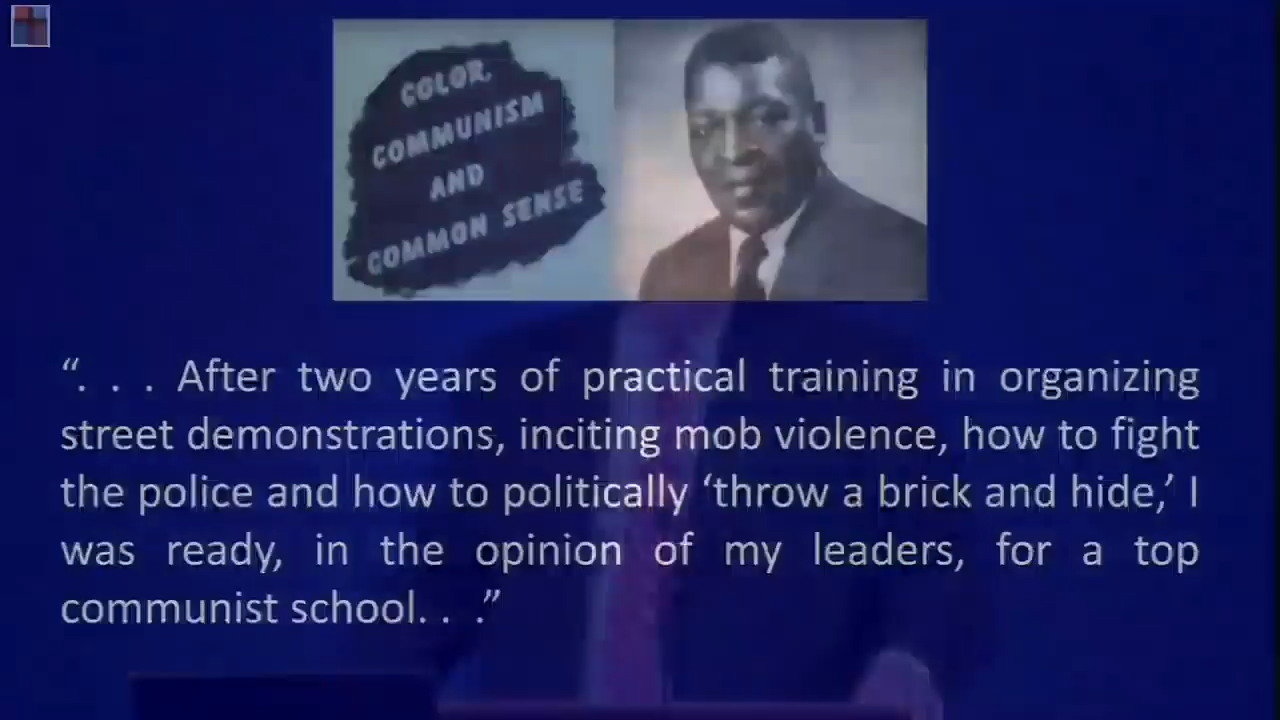 COLOR,
COMMUNISM
AND
COMMON SENSE
“. . . After two years of practical training in organizing
street demonstrations, inciting mob violence, how to fight
the police and how to politically ‘throw a brick and hide,’ I
was ready, in the opinion of my leaders, for a top
communist school. . .”